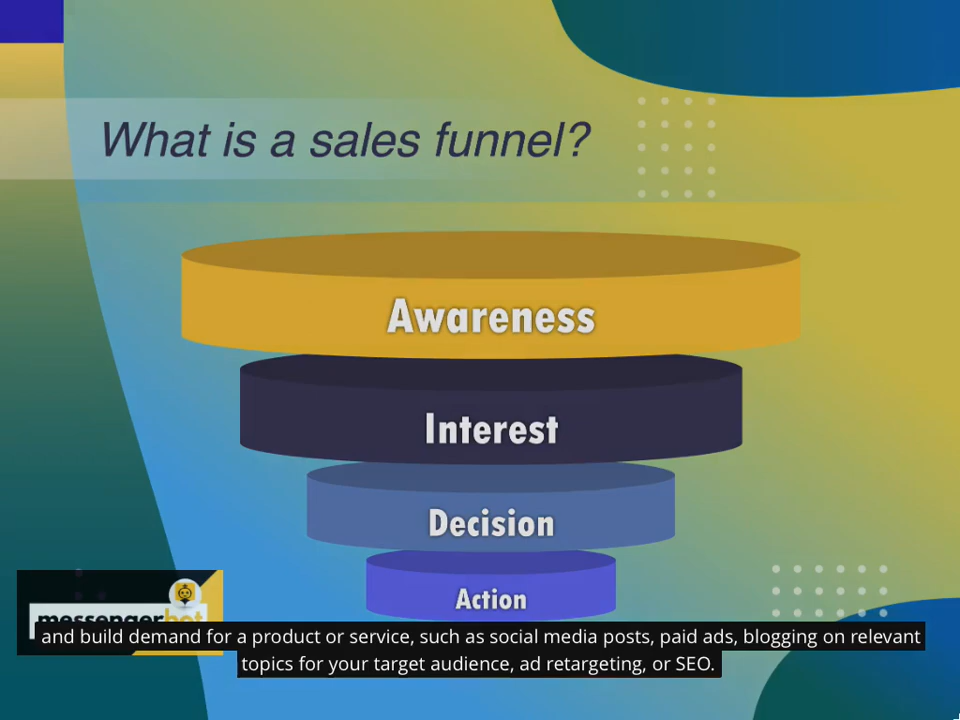 What is a sales funnel?
Awareness
Interest
Decision
Action
messengerbot
and build demand for a product or service, such as social media posts, paid ads, blogging on relevant
topics for your target audience, ad retargeting, or SEO.